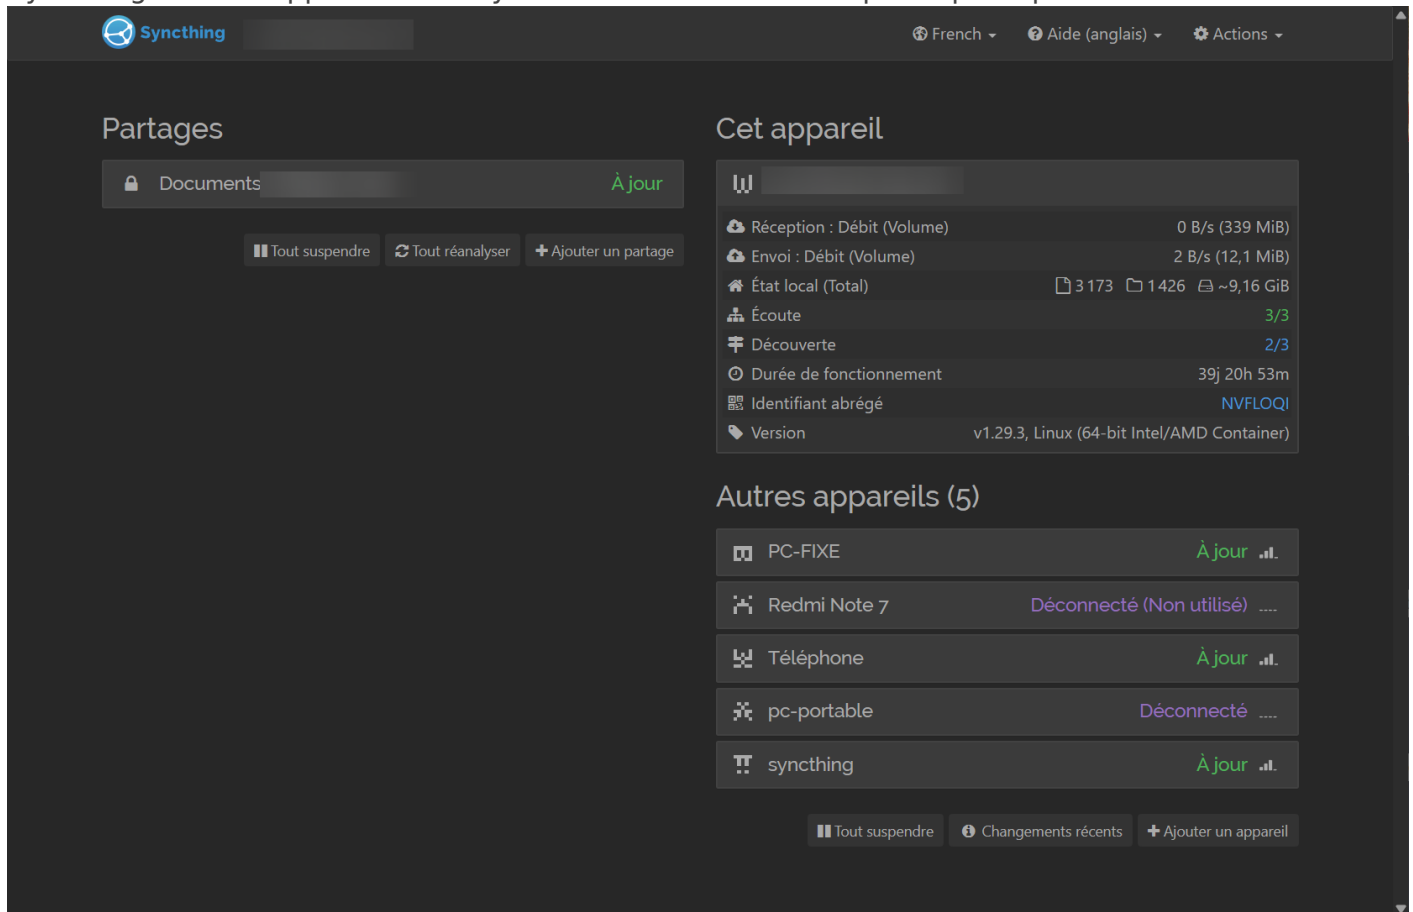 Syncthing
French
Aide (anglais)
Actions
Partages
Documents
À jour
Tout suspendre
Tout réanalyser
Ajouter un partage
Cet appareil
Réception : Débit (Volume) 0 B/s (339 MiB)
Envoi : Débit (Volume) 2 B/s (12,1 MiB)
État local (Total) 3 173 1 426 ~9,16 GiB
Écoute 3/3
Découverte 2/3
Durée de fonctionnement 39j 20h 53m
Identifiant abrégé NVFLOQI
Version v1.29.3, Linux (64-bit Intel/AMD Container)
Autres appareils (5)
PC-FIXE À jour
Redmi Note 7 Déconnecté (Non utilisé)
Téléphone À jour
pc-portable Déconnecté
syncthing À jour
Tout suspendre
Changements récents
Ajouter un appareil